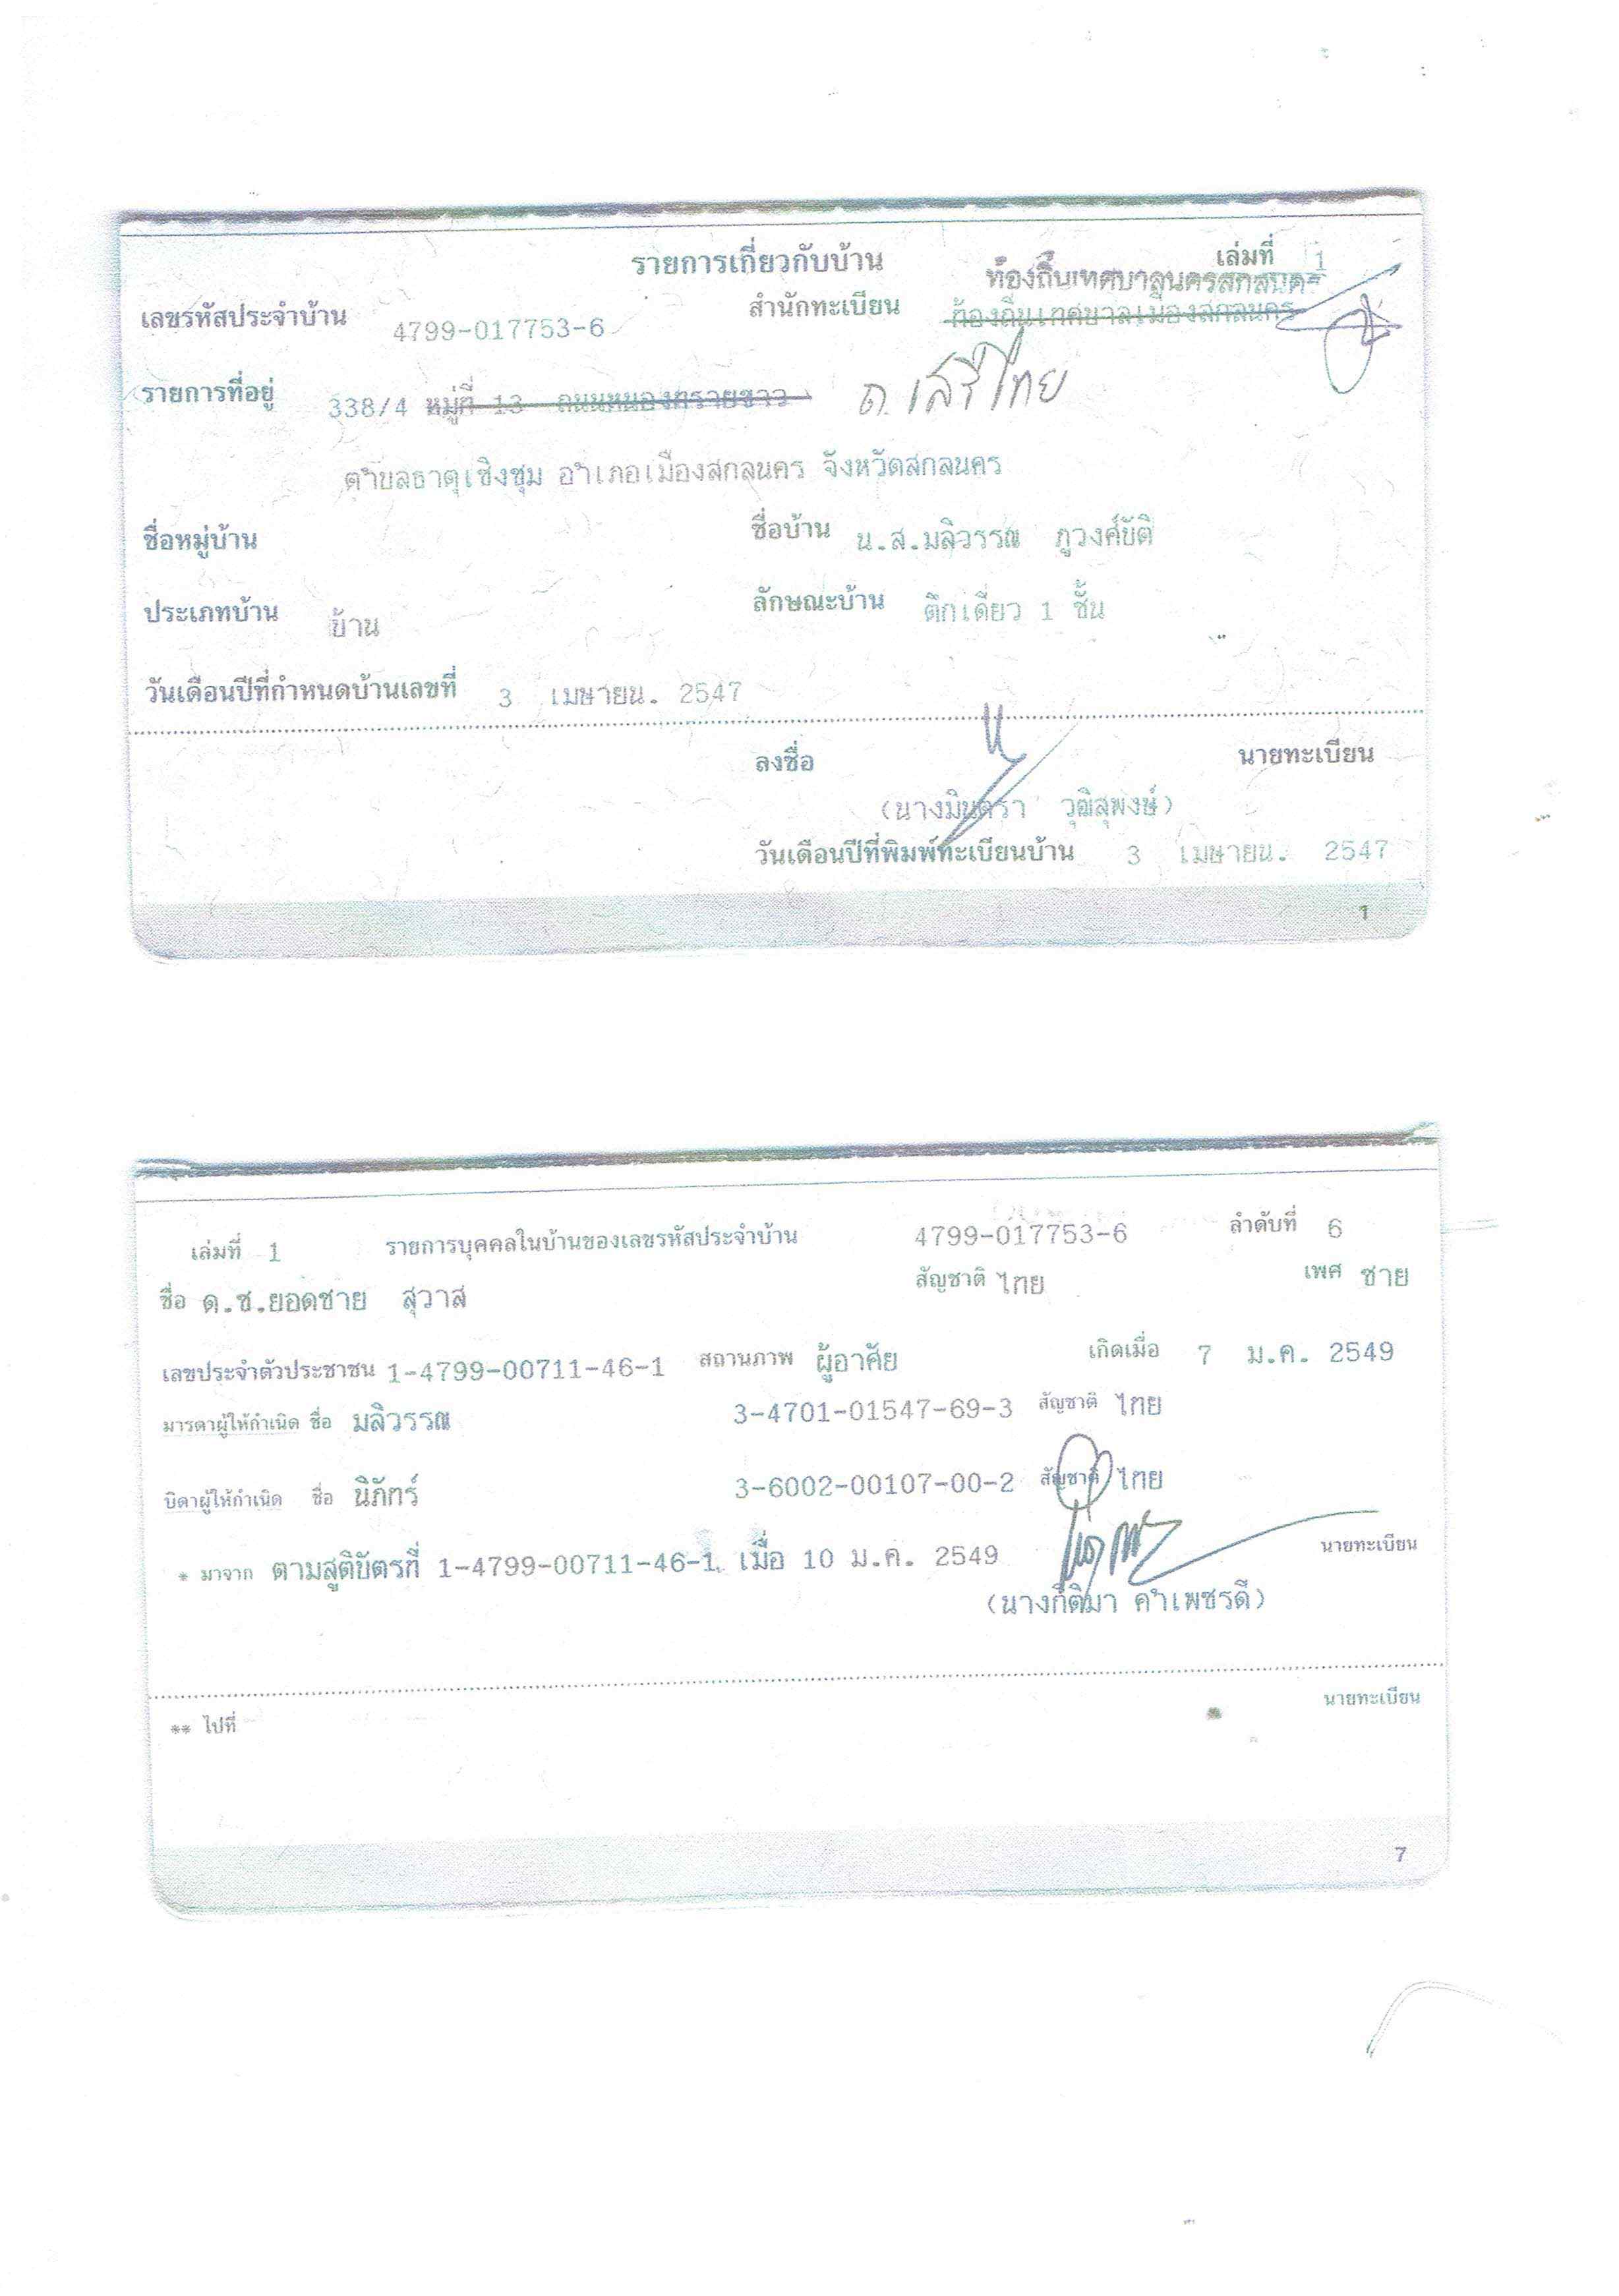 รายการเกี่ยวกับบ้าน เล่มที่ 1
ท้องถิ่นเทศบาลนครสกลนคร
เลขรหัสประจำบ้าน 4799-017753-6 สำนักทะเบียน ท้องถิ่นเทศบาลเมืองสกลนคร
รายการที่อยู่ 338/4 หมู่ที่ 13 ถนนหนองทรายขาว ถ. เสรีไทย
ตำบลธาตุเชิงชุม อำเภอเมืองสกลนคร จังหวัดสกลนคร
ชื่อหมู่บ้าน ชื่อบ้าน น.ส.มลิวรรณ ภูวงศ์ขัติ
ประเภทบ้าน บ้าน ลักษณะบ้าน ตึกเดี่ยว 1 ชั้น
วันเดือนปีที่กำหนดบ้านเลขที่ 3 เมษายน. 2547
ลงชื่อ นายทะเบียน
(นางมินตรา วุฒิสุพงษ์)
วันเดือนปีที่พิมพ์ทะเบียนบ้าน 3 เมษายน. 2547
1
เล่มที่ 1 รายการบุคคลในบ้านของเลขรหัสประจำบ้าน 4799-017753-6 ลำดับที่ 6
ชื่อ ด.ช.ยอดชาย สุวาส สัญชาติ ไทย เพศ ชาย
เลขประจำตัวประชาชน 1-4799-00711-46-1 สถานภาพ ผู้อาศัย เกิดเมื่อ 7 ม.ค. 2549
มารดาผู้ให้กำเนิด ชื่อ มลิวรรณ 3-4701-01547-69-3 สัญชาติ ไทย
บิดาผู้ให้กำเนิด ชื่อ นิภัทร์ 3-6002-00107-00-2 สัญชาติ ไทย
* มาจาก ตามสูติบัตรที่ 1-4799-00711-46-1 เมื่อ 10 ม.ค. 2549 นายทะเบียน
(นางกิติมา คำเพชรดี)
** ไปที่ นายทะเบียน
7